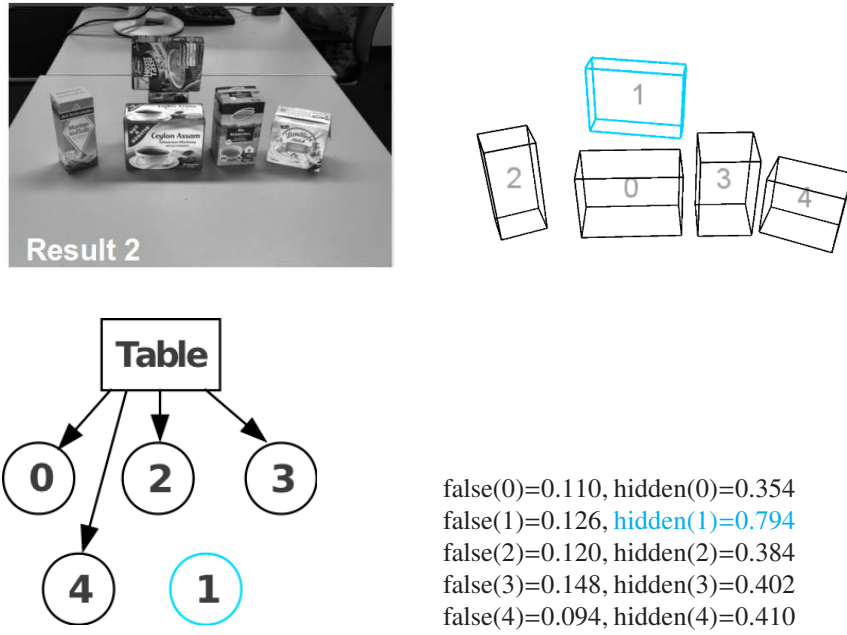 Ceylon Assam
Result 2
1
2
0
3
4
Table
0
2
3
4
1
false(0)=0.110, hidden(0)=0.354
false(1)=0.126, hidden(1)=0.794
false(2)=0.120, hidden(2)=0.384
false(3)=0.148, hidden(3)=0.402
false(4)=0.094, hidden(4)=0.410